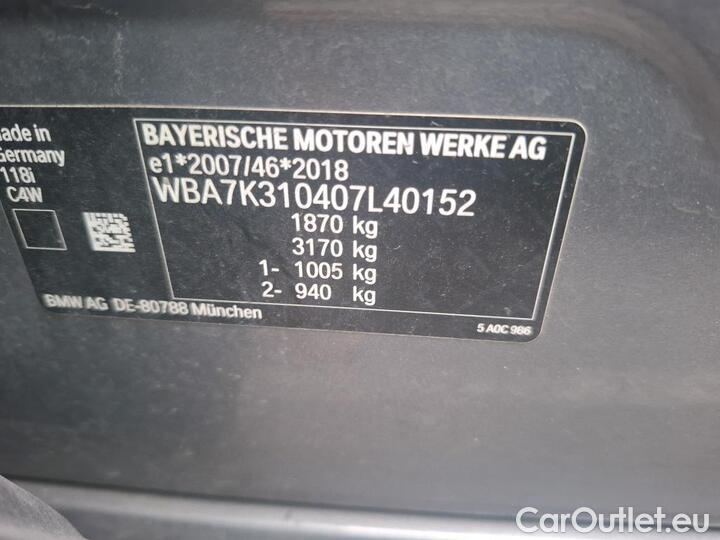 BAYERISCHE MOTOREN WERKE AG
e1*2007/46*2018
WBA7K310407L40152
1870 kg
3170 kg
1- 1005 kg
2- 940 kg
ade in
Germany
118i
C4W
BMW AG DE-80788 München
5 A0C 986
CarOutlet.eu